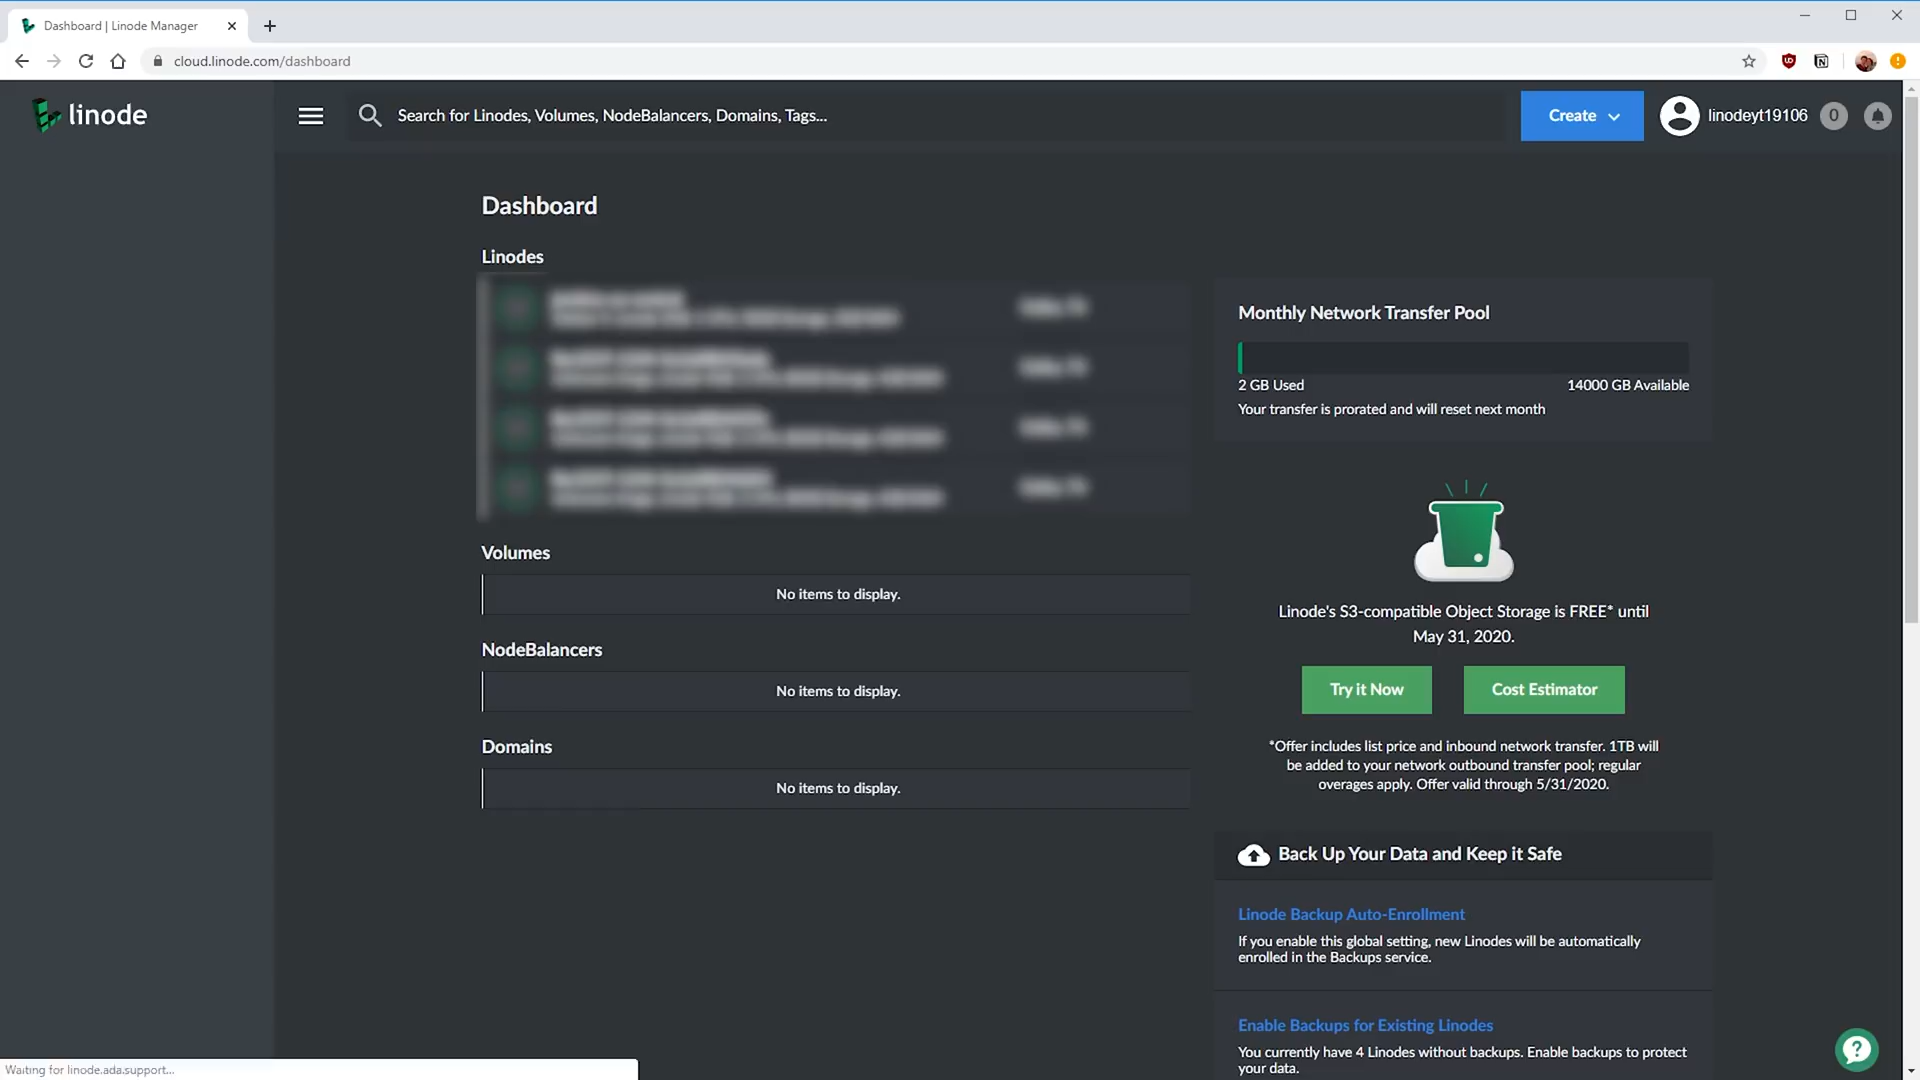 Dashboard | Linode Manager
cloud.linode.com/dashboard
linode
Search for Linodes, Volumes, NodeBalancers, Domains, Tags...
Create
linodeyt19106
0
Dashboard
Linodes
Volumes
No items to display.
NodeBalancers
No items to display.
Domains
No items to display.
Monthly Network Transfer Pool
2 GB Used
14000 GB Available
Your transfer is prorated and will reset next month
Linode's S3-compatible Object Storage is FREE* until
May 31, 2020.
Try it Now
Cost Estimator
*Offer includes list price and inbound network transfer. 1TB will
be added to your network outbound transfer pool; regular
overages apply. Offer valid through 5/31/2020.
Back Up Your Data and Keep it Safe
Linode Backup Auto-Enrollment
If you enable this global setting, new Linodes will be automatically
enrolled in the Backups service.
Enable Backups for Existing Linodes
You currently have 4 Linodes without backups. Enable backups to protect
your data.
Waiting for linode.ada.support...